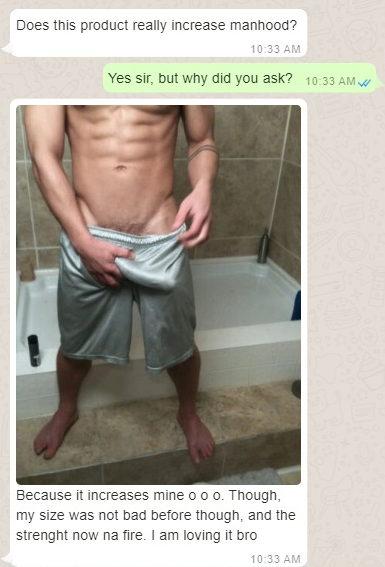 Does this product really increase manhood?
10:33 AM
Yes sir, but why did you ask? 10:33 AM
Because it increases mine o o o. Though,
my size was not bad before though, and the
strenght now na fire. I am loving it bro
10:33 AM